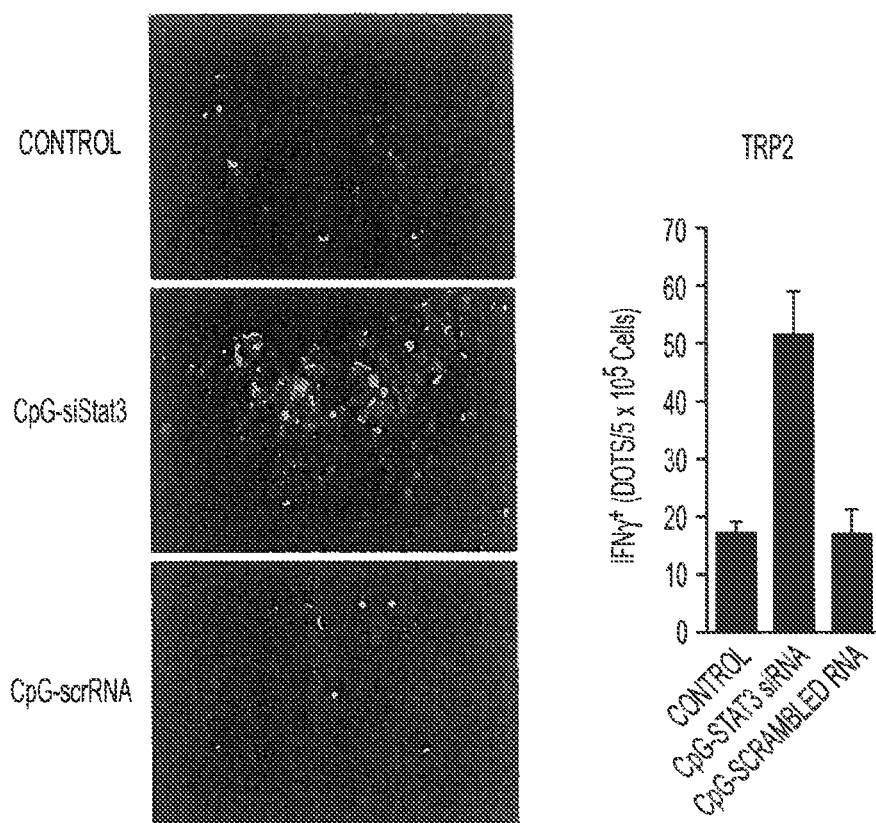 CONTROL
CpG-siStat3
CpG-scrRNA
TRP2
IFNγ⁺ (DOTS/5 x 10⁵ Cells)
70
60
50
40
30
20
10
0
CONTROL
CpG-STAT3 siRNA
CpG-SCRAMBLED RNA